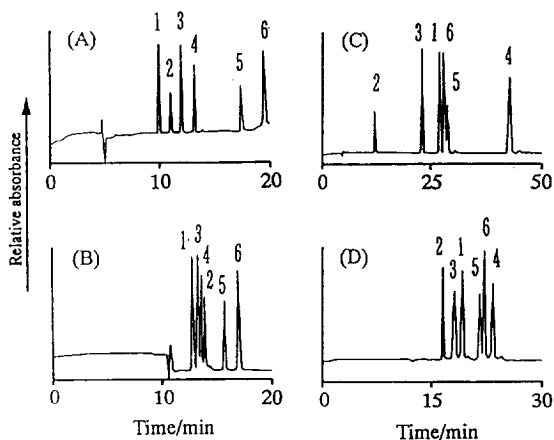 (A)
1 3 6
2 4 5
0 10 20
(C)
3 1 6
2 5 4
0 25 50
Relative absorbance
(B)
1 3 4 2 5 6
0 10 20
Time/min
(D)
2 3 1 5 6 4
0 15 30
Time/min